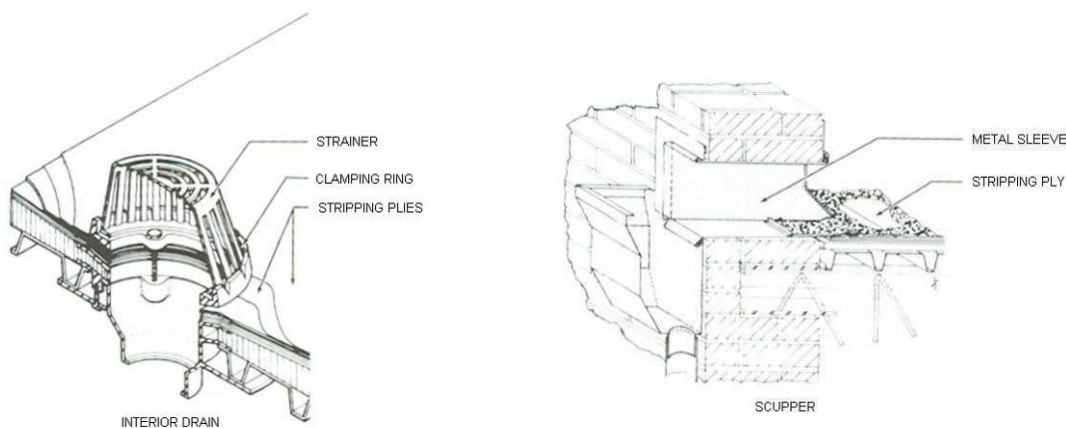 STRAINER
CLAMPING RING
STRIPPING PLIES
INTERIOR DRAIN
METAL SLEEVE
STRIPPING PLY
SCUPPER